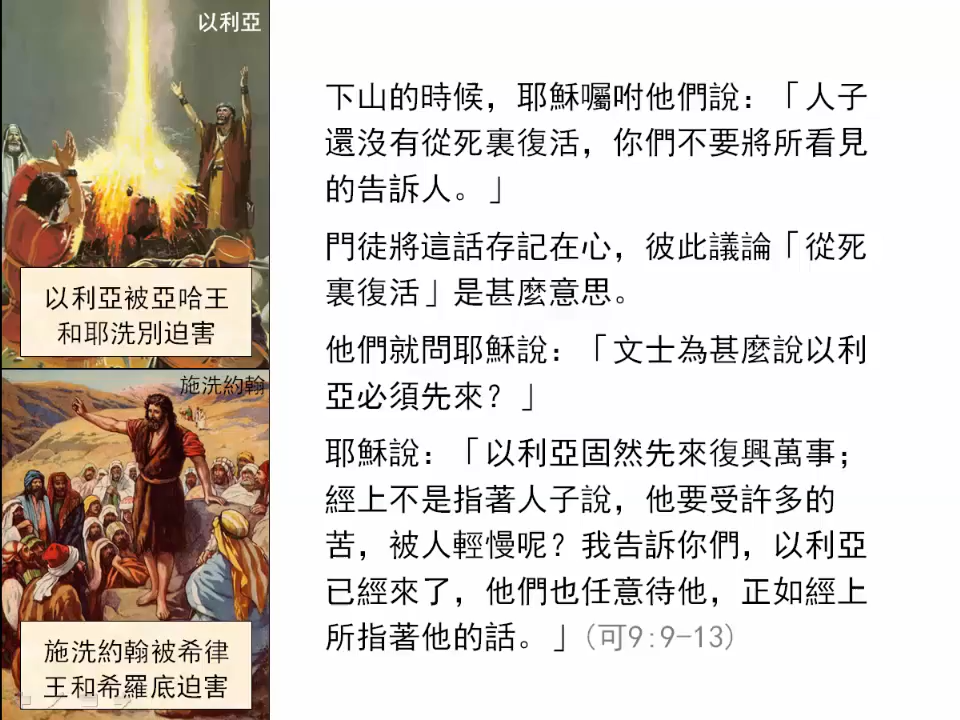 以利亞
以利亞被亞哈王
和耶洗別迫害
施洗約翰
施洗約翰被希律
王和希羅底迫害
下山的時候，耶穌囑咐他們說：「人子
還沒有從死裏復活，你們不要將所看見
的告訴人。」
門徒將這話存記在心，彼此議論「從死
裏復活」是甚麼意思。
他們就問耶穌說：「文士為甚麼說以利
亞必須先來？」
耶穌說：「以利亞固然先來復興萬事；
經上不是指著人子說，他要受許多的
苦，被人輕慢呢？我告訴你們，以利亞
已經來了，他們也任意待他，正如經上
所指著他的話。」(可9:9-13)